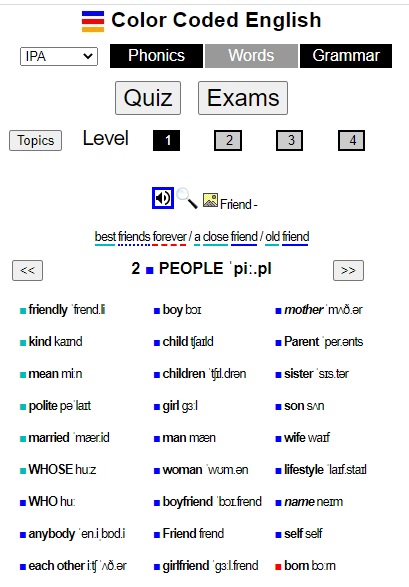 Color Coded English
IPA Phonics Words Grammar
Quiz Exams
Topics Level 1 2 3 4
Friend -
best friends forever / a close friend / old friend
<< 2 ■ PEOPLE ˈpiː.pl >>
■ friendly ˈfrend.li ■ boy bɔɪ ■ mother ˈmʌð.ər
■ kind kaɪnd ■ child tʃaɪld ■ Parent ˈper.ənts
■ mean miːn ■ children ˈtʃɪl.drən ■ sister ˈsɪs.tər
■ polite pəˈlaɪt ■ girl gɜːl ■ son sʌn
■ married ˈmær.id ■ man mæn ■ wife waɪf
■ WHOSE huːz ■ woman ˈwʊm.ən ■ lifestyle ˈlaɪf.staɪl
■ WHO huː ■ boyfriend ˈbɔɪ.frend ■ name neɪm
■ anybody ˈen.iˌbɒd.i ■ Friend frend ■ self self
■ each other iːtʃ ˈʌð.ər ■ girlfriend ˈgɜːl.frend ■ born bɔːrn